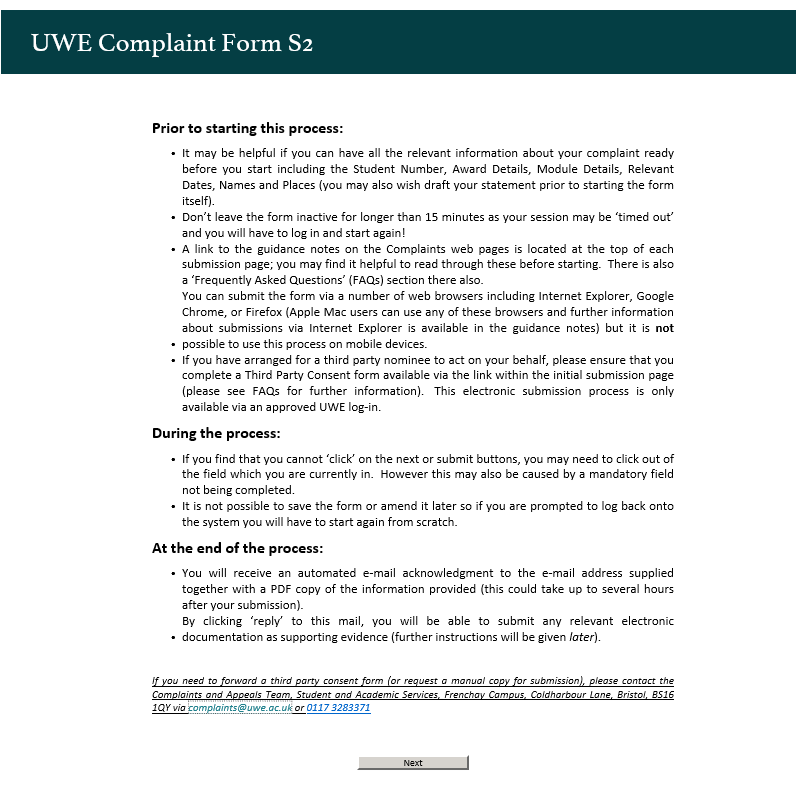 UWE Complaint Form S2
Prior to starting this process:
• It may be helpful if you can have all the relevant information about your complaint ready
before you start including the Student Number, Award Details, Module Details, Relevant
Dates, Names and Places (you may also wish draft your statement prior to starting the form
itself).
• Don't leave the form inactive for longer than 15 minutes as your session may be 'timed out'
and you will have to log in and start again!
• A link to the guidance notes on the Complaints web pages is located at the top of each
submission page; you may find it helpful to read through these before starting. There is also
a 'Frequently Asked Questions' (FAQs) section there also.
You can submit the form via a number of web browsers including Internet Explorer, Google
Chrome, or Firefox (Apple Mac users can use any of these browsers and further information
about submissions via Internet Explorer is available in the guidance notes) but it is not
• possible to use this process on mobile devices.
• If you have arranged for a third party nominee to act on your behalf, please ensure that you
complete a Third Party Consent form available via the link within the initial submission page
(please see FAQs for further information). This electronic submission process is only
available via an approved UWE log-in.
During the process:
• If you find that you cannot 'click' on the next or submit buttons, you may need to click out of
the field which you are currently in. However this may also be caused by a mandatory field
not being completed.
• It is not possible to save the form or amend it later so if you are prompted to log back onto
the system you will have to start again from scratch.
At the end of the process:
• You will receive an automated e-mail acknowledgment to the e-mail address supplied
together with a PDF copy of the information provided (this could take up to several hours
after your submission).
By clicking 'reply' to this mail, you will be able to submit any relevant electronic
• documentation as supporting evidence (further instructions will be given later).
If you need to forward a third party consent form (or request a manual copy for submission), please contact the
Complaints and Appeals Team, Student and Academic Services, Frenchay Campus, Coldharbour Lane, Bristol, BS16
1QY via complaints@uwe.ac.uk or 0117 3283371
Next